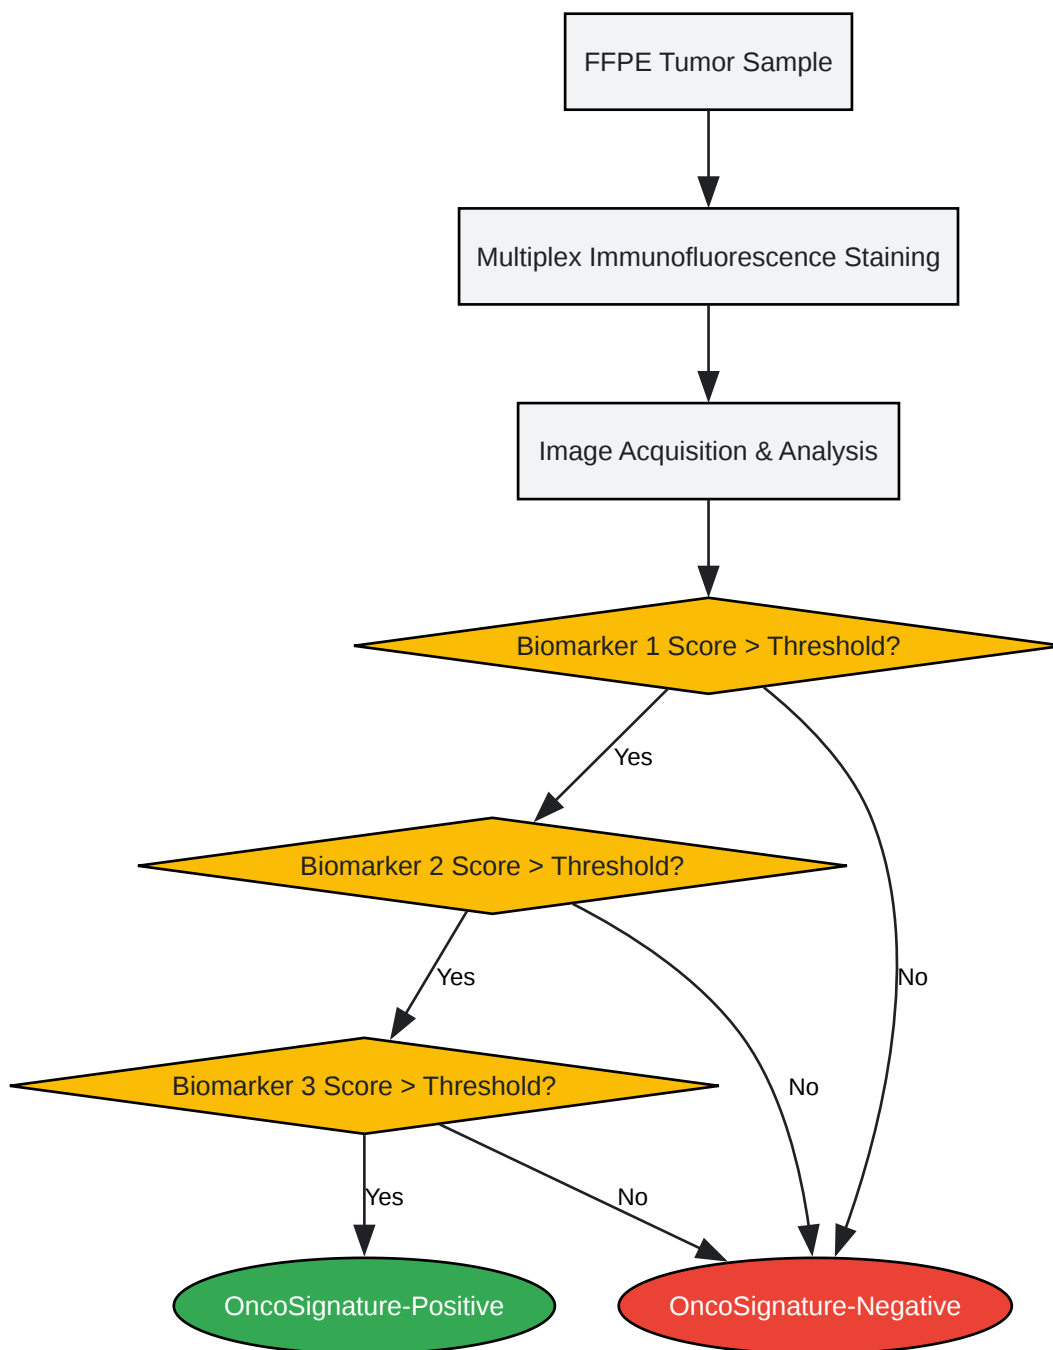 FFPE Tumor Sample
Multiplex Immunofluorescence Staining
Image Acquisition & Analysis
Biomarker 1 Score > Threshold?
Yes
Biomarker 2 Score > Threshold?
Yes
No
Biomarker 3 Score > Threshold?
No
Yes
No
OncoSignature-Positive
OncoSignature-Negative